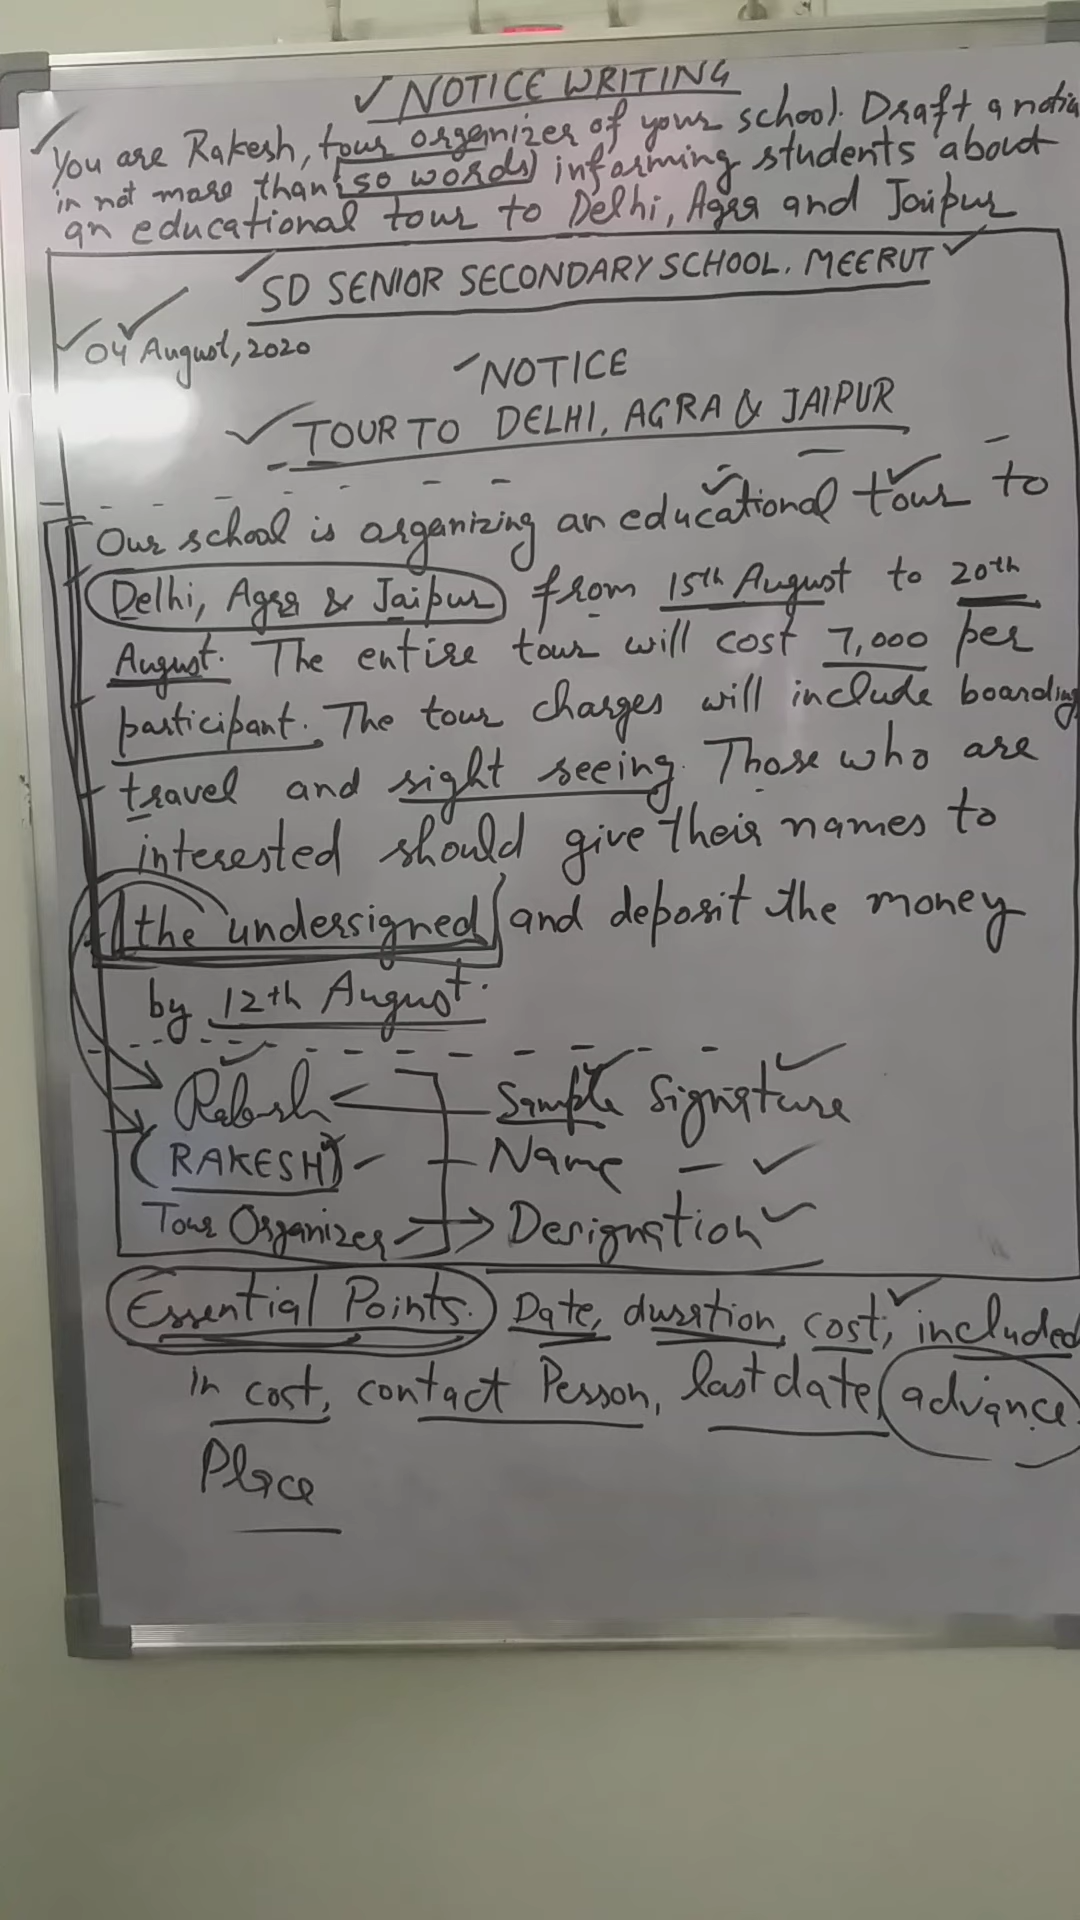 NOTICE WRITING
You are Rakesh, tour organizer of your school. Draft a notice
in not more than 50 words informing students about
an educational tour to Delhi, Agra and Jaipur
SD SENIOR SECONDARY SCHOOL, MEERUT
04 August, 2020
NOTICE
TOUR TO DELHI, AGRA & JAIPUR
Our school is organizing an educational tour to
Delhi, Agra & Jaipur from 15th August to 20th
August. The entire tour will cost 7,000 per
participant. The tour charges will include boarding
travel and sight seeing. Those who are
interested should give their names to
the undersigned and deposit the money
by 12th August.
Rakesh Sample Signature
(RAKESH) - Name -
Tour Organizer Designation
Essential Points. Date, duration, cost, included
in cost, contact Person, last date, advance
Place